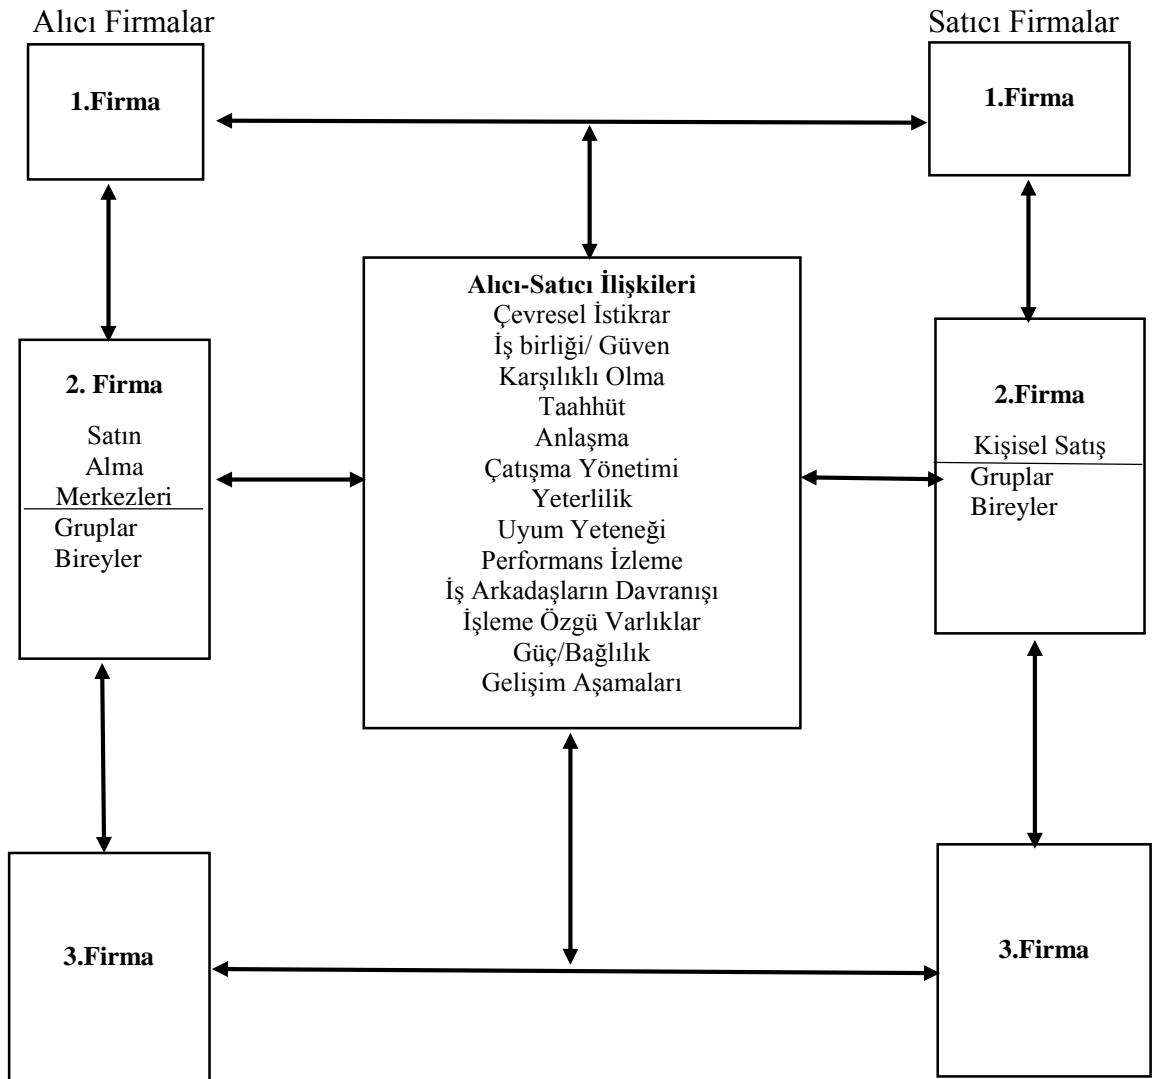 Alıcı Firmalar
Satıcı Firmalar
1.Firma
1.Firma
Alıcı-Satıcı İlişkileri
Çevresel İstikrar
İş birliği/ Güven
Karşılıklı Olma
Taahhüt
Anlaşma
Çatışma Yönetimi
Yeterlilik
Uyum Yeteneği
Performans İzleme
İş Arkadaşların Davranışı
İşleme Özgü Varlıklar
Güç/Bağlılık
Gelişim Aşamaları
2. Firma
Satın
Alma
Merkezleri
Gruplar
Bireyler
2.Firma
Kişisel Satış
Gruplar
Bireyler
3.Firma
3.Firma